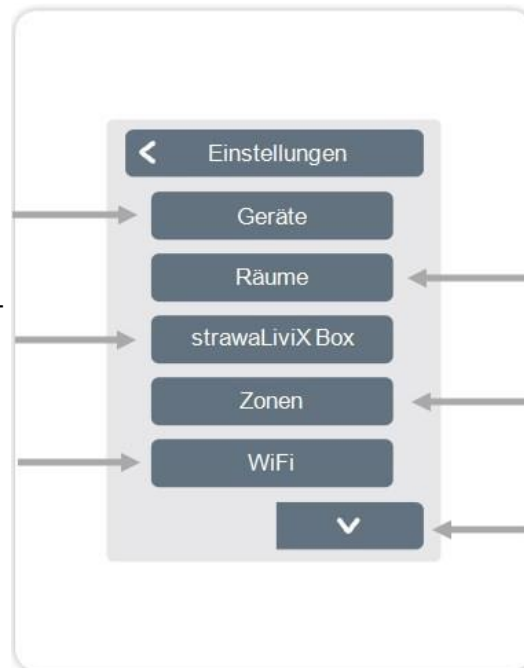 Einstellungen
Geräte
Räume
strawaLiviX Box
Zonen
WiFi